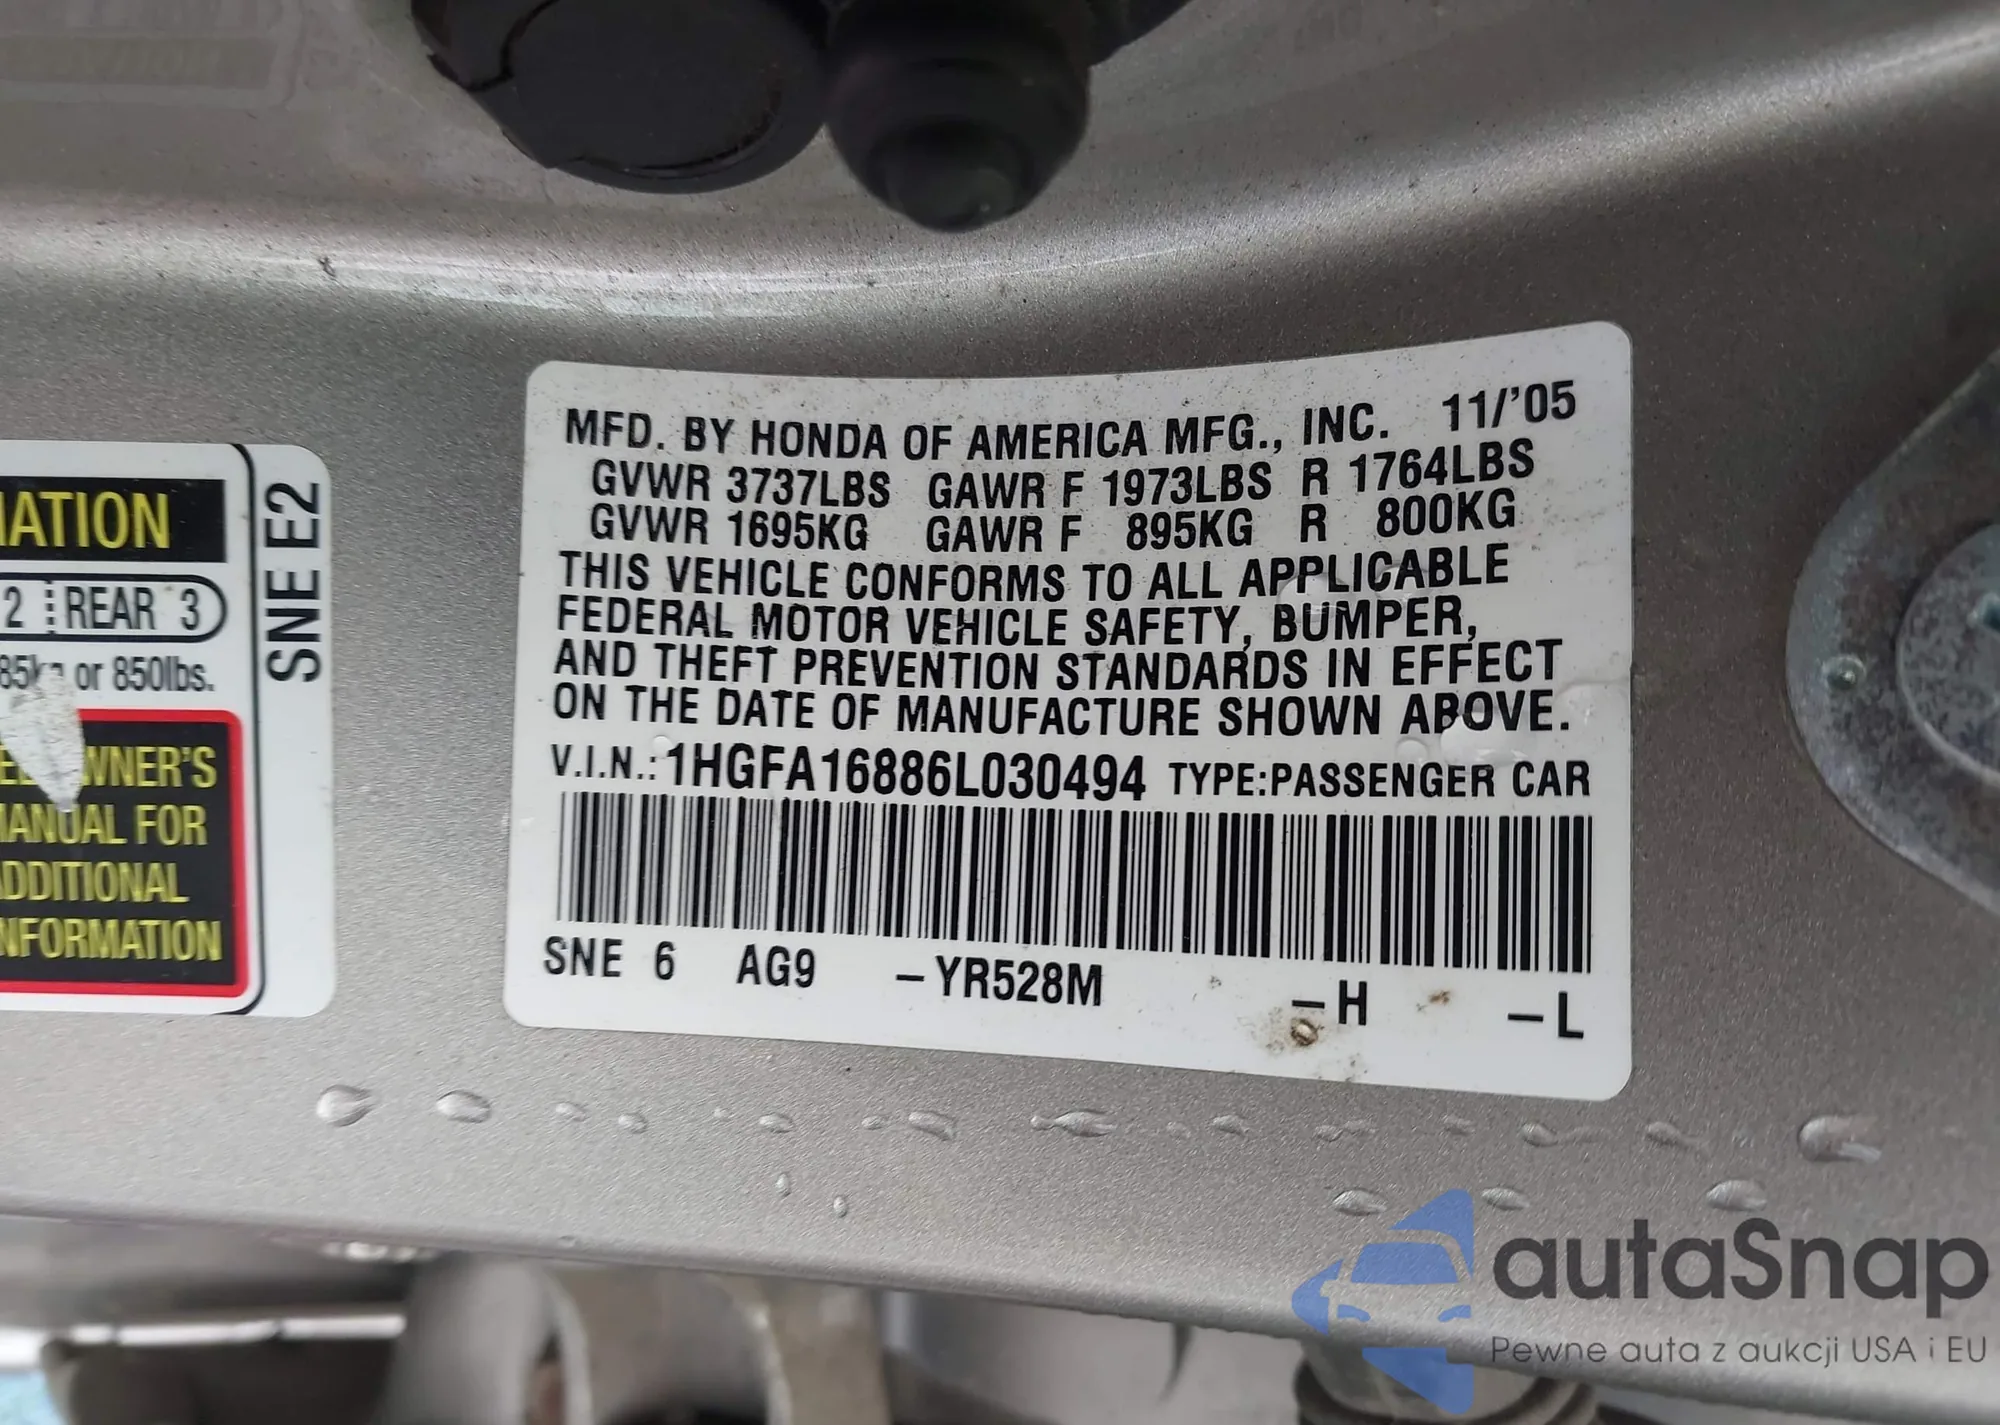 MFD. BY HONDA OF AMERICA MFG., INC. 11/'05
GVWR 3737LBS GAWR F 1973LBS R 1764LBS
GVWR 1695KG GAWR F 895KG R 800KG
THIS VEHICLE CONFORMS TO ALL APPLICABLE
FEDERAL MOTOR VEHICLE SAFETY, BUMPER,
AND THEFT PREVENTION STANDARDS IN EFFECT
ON THE DATE OF MANUFACTURE SHOWN ABOVE.
V.I.N.: 1HGFA16886L030494 TYPE:PASSENGER CAR
SNE 6 AG9 –YR528M –H –L
MATION
2 REAR 3
or 850lbs.
OWNER'S
MANUAL FOR
ADDITIONAL
INFORMATION
SNE E2
autaSnap
Pewne auta z aukcji USA i EU